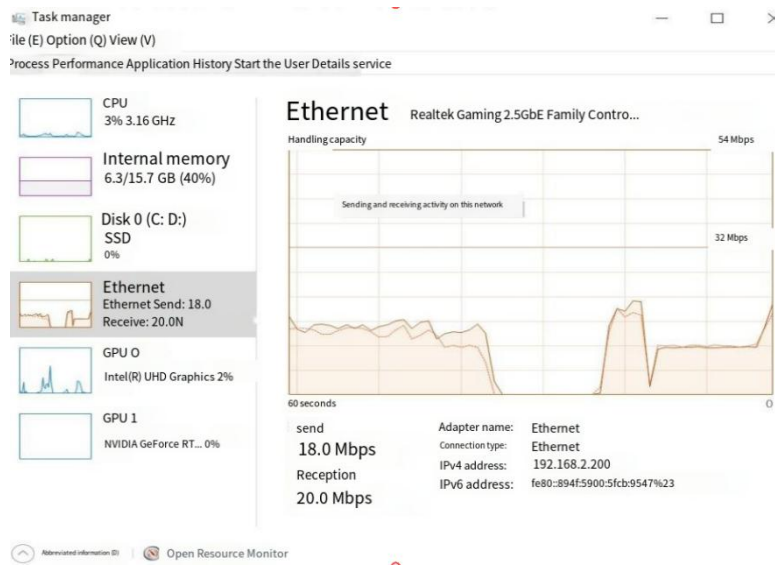 Task manager
File (E) Option (Q) View (V)
Process Performance Application History Start the User Details service
CPU
3% 3.16 GHz
Internal memory
6.3/15.7 GB (40%)
Disk 0 (C: D:)
SSD
0%
Ethernet
Ethernet Send: 18.0
Receive: 20.0N
GPU O
Intel(R) UHD Graphics 2%
GPU 1
NVIDIA GeForce RT... 0%
Ethernet Realtek Gaming 2.5GbE Family Contro...
Handling capacity 54 Mbps
Sending and receiving activity on this network
32 Mbps
60 seconds 0
send
18.0 Mbps
Reception
20.0 Mbps
Adapter name: Ethernet
Connection type: Ethernet
IPv4 address: 192.168.2.200
IPv6 address: fe80::894f:5900:5fcb:9547%23
Abbreviated information (D) Open Resource Monitor